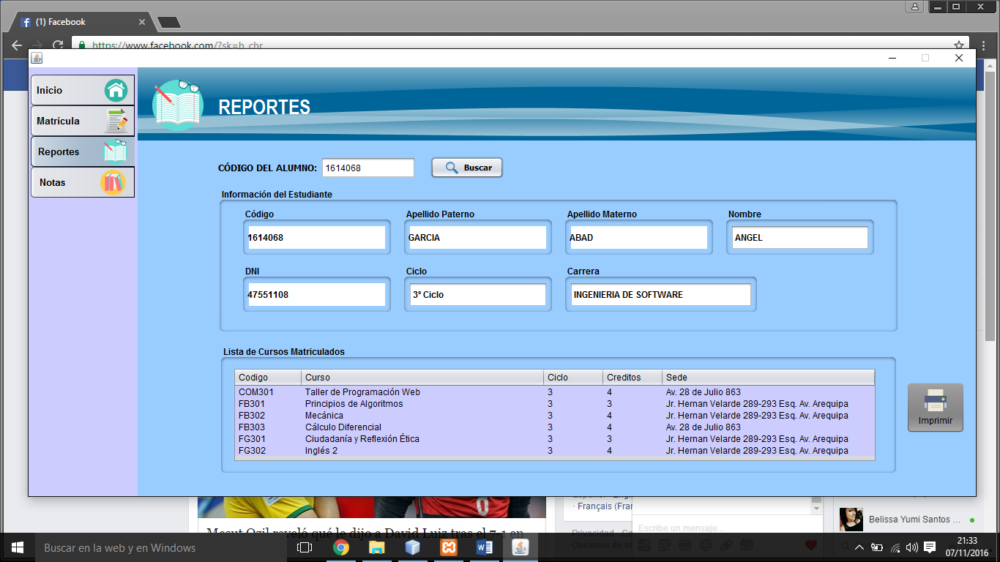 (1) Facebook
https://www.facebook.com/?sk=h_chr
Inicio
Matrícula
Reportes
Notas
REPORTES
CÓDIGO DEL ALUMNO: 1614068 Buscar
Información del Estudiante
Código Apellido Paterno Apellido Materno Nombre
1614068 GARCIA ABAD ANGEL
DNI Ciclo Carrera
47551108 3º Ciclo INGENIERIA DE SOFTWARE
Lista de Cursos Matriculados
Codigo Curso Ciclo Creditos Sede
COM301 Taller de Programación Web 3 4 Av. 28 de Julio 863
FB301 Principios de Algoritmos 3 3 Jr. Hernan Velarde 289-293 Esq. Av. Arequipa
FB302 Mecánica 3 4 Jr. Hernan Velarde 289-293 Esq. Av. Arequipa
FB303 Cálculo Diferencial 3 4 Av. 28 de Julio 863
FG301 Ciudadanía y Reflexión Ética 3 3 Jr. Hernan Velarde 289-293 Esq. Av. Arequipa
FG302 Inglés 2 3 4 Jr. Hernan Velarde 289-293 Esq. Av. Arequipa
Imprimir
· Français (Fran
Belissa Yumi Santos ...
Mesut Ozil reveló qué le dijo a David Luiz tras el 7-1 en
Privacidad · Co
Escribe un mensaje...
Opciones de an
Buscar en la web y en Windows
21:33
07/11/2016